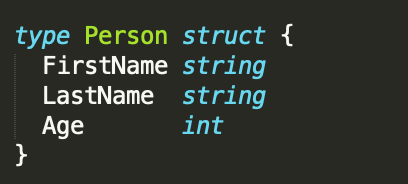 type Person struct {
  FirstName string
  LastName  string
  Age       int
}